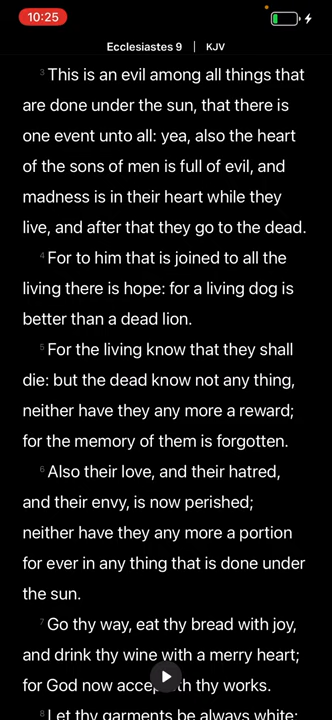 10:25
Ecclesiastes 9 | KJV
3 This is an evil among all things that
are done under the sun, that there is
one event unto all: yea, also the heart
of the sons of men is full of evil, and
madness is in their heart while they
live, and after that they go to the dead.
4 For to him that is joined to all the
living there is hope: for a living dog is
better than a dead lion.
5 For the living know that they shall
die: but the dead know not any thing,
neither have they any more a reward;
for the memory of them is forgotten.
6 Also their love, and their hatred,
and their envy, is now perished;
neither have they any more a portion
for ever in any thing that is done under
the sun.
7 Go thy way, eat thy bread with joy,
and drink thy wine with a merry heart;
for God now accepteth thy works.
8 Let thy garments be always white;